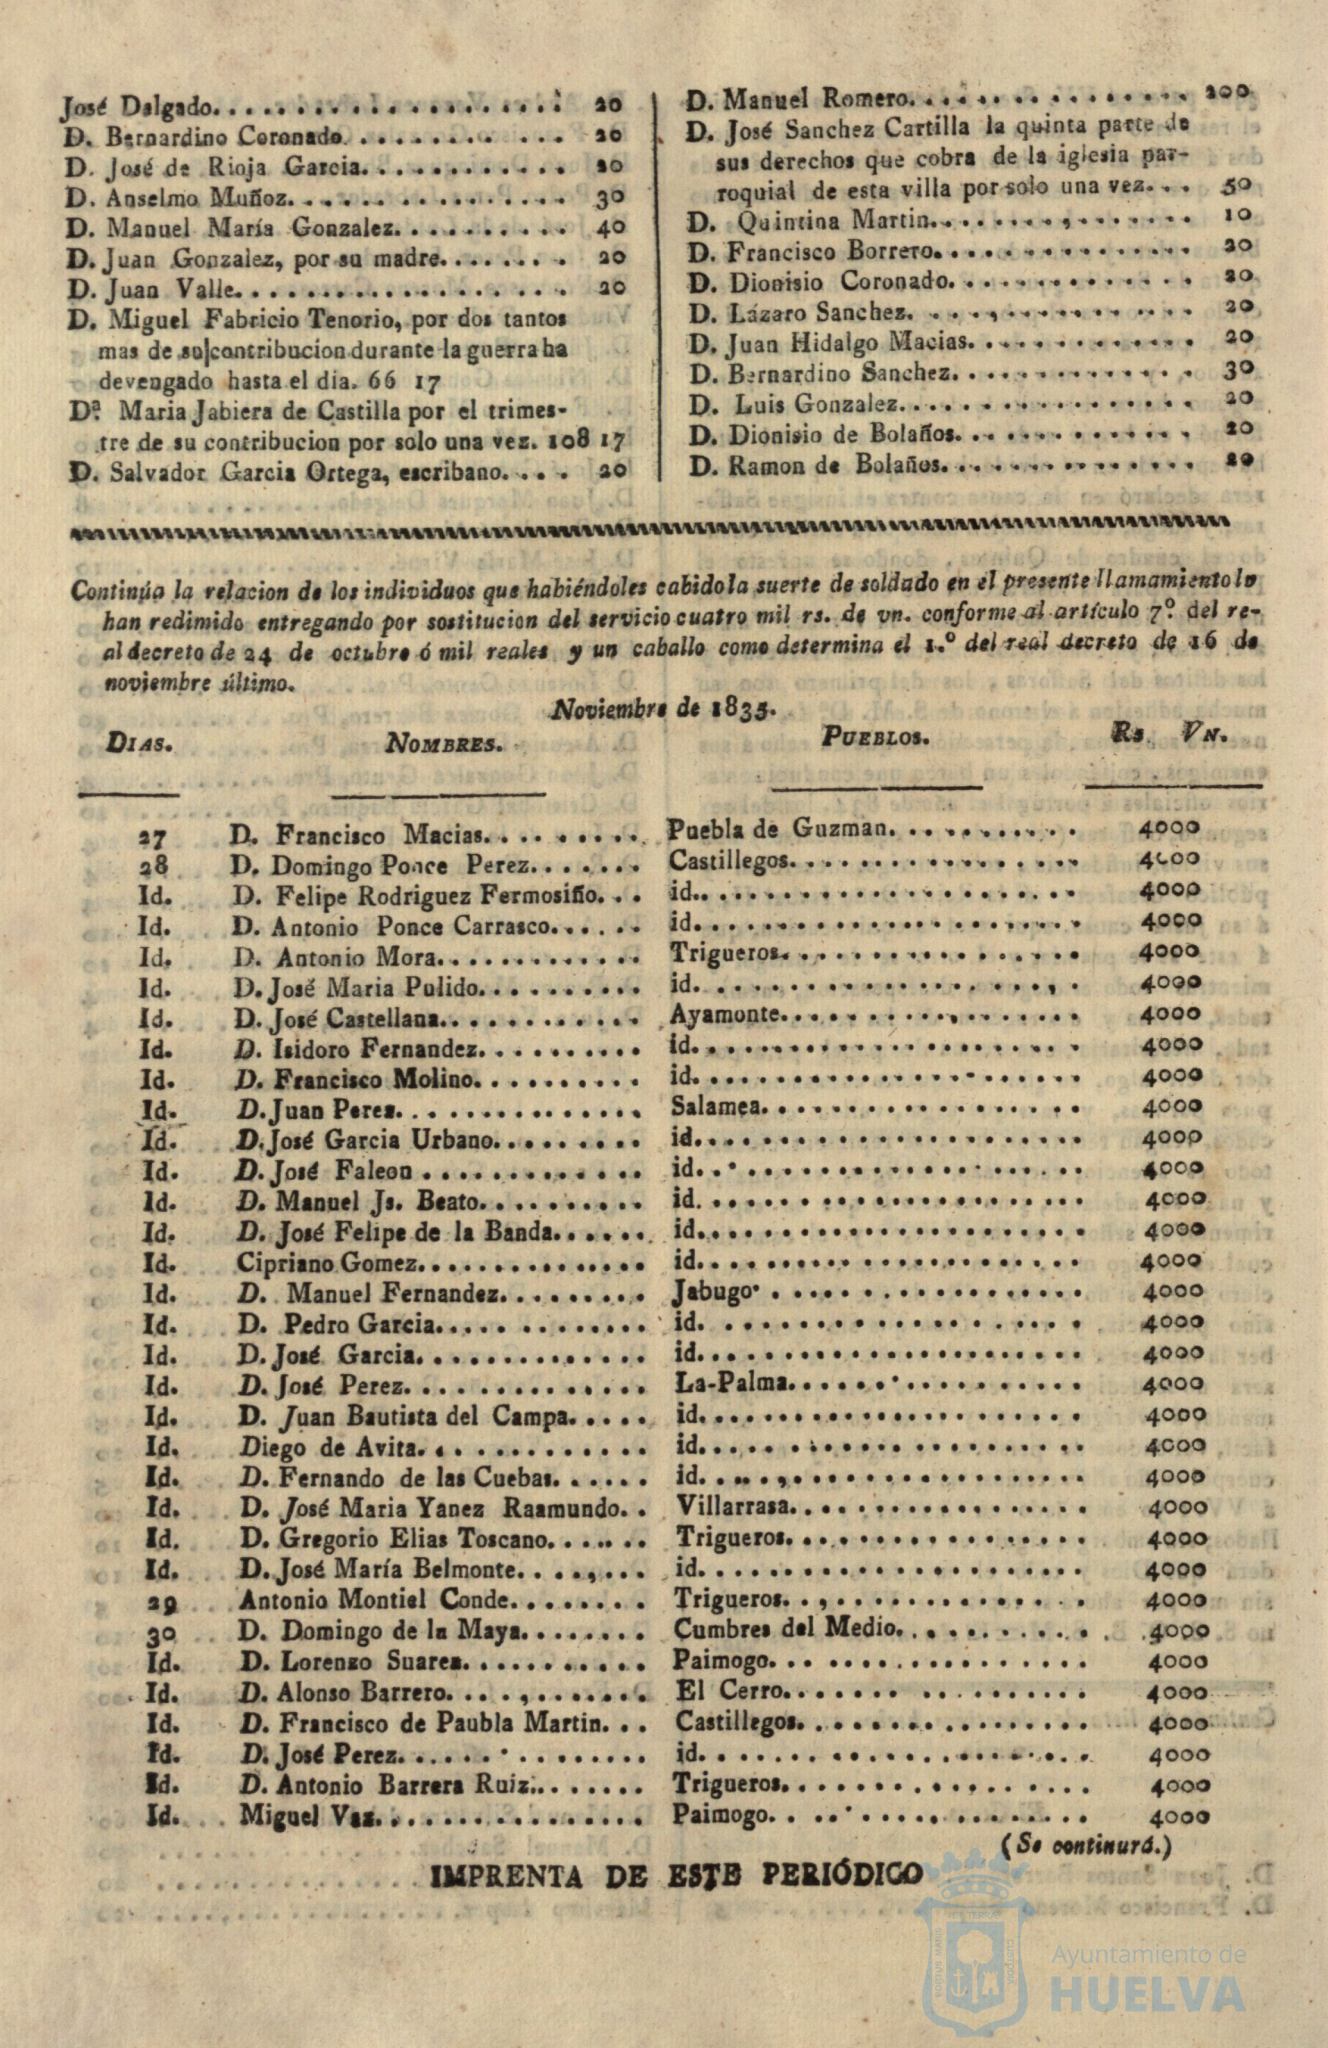 José Dalgado. . . . . . . . . . . . . . . . . . . 20
D. Bernardino Coronado. . . . . . . . . . . . 20
D. José de Rioja Garcia. . . . . . . . . . . . 20
D. Anselmo Muñoz. . . . . . . . . . . . . . . . 30
D. Manuel María Gonzalez. . . . . . . . . . 40
D. Juan Gonzalez, por su madre. . . . . . . 20
D. Juan Valle. . . . . . . . . . . . . . . . . . 20
D. Miguel Fabricio Tenorio, por dos tantos
mas de su contribucion durante la guerra ha
devengado hasta el dia. 66 17
Dª. Maria Jabiera de Castilla por el trimes-
tre de su contribucion por solo una vez. 108 17
D. Salvador Garcia Ortega, escribano. . . . 20
D. Manuel Romero. . . . . . . . . . . . . . . . 200
D. José Sanchez Cartilla la quinta parte de
sus derechos que cobra de la iglesia par-
roquial de esta villa por solo una vez. . . 50
D. Quintina Martin. . . . . . . . . . . . . . . 10
D. Francisco Borrero. . . . . . . . . . . . . . 20
D. Dionisio Coronado. . . . . . . . . . . . . . 20
D. Lázaro Sanchez. . . . . . . . . . . . . . . . 20
D. Juan Hidalgo Macias. . . . . . . . . . . . . 20
D. Bernardino Sanchez. . . . . . . . . . . . . 30
D. Luis Gonzalez. . . . . . . . . . . . . . . . 20
D. Dionisio de Bolaños. . . . . . . . . . . . . 20
D. Ramon de Bolaños. . . . . . . . . . . . . . 20
Continúa la relacion de los individuos que habiéndoles cabido la suerte de soldado en el presente llamamiento lo
han redimido entregando por sostitucion del servicio cuatro mil rs. de vn. conforme al artículo 7º. del re-
al decreto de 24 de octubre ó mil reales y un caballo como determina el 1.º del real decreto de 16 de
noviembre último.
Noviembre de 1835.
DIAS. NOMBRES. PUEBLOS. Rs. VN.
27 D. Francisco Macias. . . . . . . . . Puebla de Guzman. . . . . . . . . . 4000
28 D. Domingo Ponce Perez. . . . . . . Castillegos. . . . . . . . . . . . . . . 4000
Id. D. Felipe Rodriguez Fermosiño. . . id. . . . . . . . . . . . . . . . . . . . 4000
Id. D. Antonio Ponce Carrasco. . . . . . id. . . . . . . . . . . . . . . . . . . . 4000
Id. D. Antonio Mora. . . . . . . . . . . . Trigueros. . . . . . . . . . . . . . . . 4000
Id. D. José Maria Pulido. . . . . . . . . . id. . . . . . . . . . . . . . . . . . . . 4000
Id. D. José Castellana. . . . . . . . . . . . Ayamonte. . . . . . . . . . . . . . . . 4000
Id. D. Isidoro Fernandez. . . . . . . . . . id. . . . . . . . . . . . . . . . . . . . 4000
Id. D. Francisco Molino. . . . . . . . . . id. . . . . . . . . . . . . . . . . . . . 4000
Id. D. Juan Perez. . . . . . . . . . . . . . Salamea. . . . . . . . . . . . . . . . . 4000
Id. D. José Garcia Urbano. . . . . . . . . id. . . . . . . . . . . . . . . . . . . . 4000
Id. D. José Faleon . . . . . . . . . . . . . id. . . . . . . . . . . . . . . . . . . . 4000
Id. D. Manuel Js. Beato. . . . . . . . . . id. . . . . . . . . . . . . . . . . . . . 4000
Id. D. José Felipe de la Banda. . . . . . id. . . . . . . . . . . . . . . . . . . . 4000
Id. Cipriano Gomez. . . . . . . . . . . . . id. . . . . . . . . . . . . . . . . . . . 4000
Id. D. Manuel Fernandez. . . . . . . . . Jabugo . . . . . . . . . . . . . . . . . 4000
Id. D. Pedro Garcia. . . . . . . . . . . . . id. . . . . . . . . . . . . . . . . . . . 4000
Id. D. José Garcia. . . . . . . . . . . . . . id. . . . . . . . . . . . . . . . . . . . 4000
Id. D. José Perez. . . . . . . . . . . . . . La-Palma. . . . . . . . . . . . . . . . 4000
Id. D. Juan Bautista del Campa. . . . . id. . . . . . . . . . . . . . . . . . . . 4000
Id. Diego de Avita. . . . . . . . . . . . . id. . . . . . . . . . . . . . . . . . . . 4000
Id. D. Fernando de las Cuebas. . . . . . id. . . . . . . . . . . . . . . . . . . . 4000
Id. D. José Maria Yanez Raamundo. . Villarrasa. . . . . . . . . . . . . . . . 4000
Id. D. Gregorio Elias Toscano. . . . . . Trigueros. . . . . . . . . . . . . . . . 4000
Id. D. José María Belmonte. . . . . . . . id. . . . . . . . . . . . . . . . . . . . 4000
29 Antonio Montiel Conde. . . . . . . . Trigueros. . . . . . . . . . . . . . . . 4000
30 D. Domingo de la Maya. . . . . . . . Cumbres del Medio. . . . . . . . . . 4000
Id. D. Lorenzo Suarez. . . . . . . . . . . Paimogo. . . . . . . . . . . . . . . . . 4000
Id. D. Alonso Barrero. . . . . . . . . . . El Cerro. . . . . . . . . . . . . . . . . 4000
Id. D. Francisco de Paubla Martin. . . Castillegos. . . . . . . . . . . . . . . . 4000
Id. D. José Perez. . . . . . . . . . . . . . id. . . . . . . . . . . . . . . . . . . . 4000
Id. D. Antonio Barrera Ruiz. . . . . . . Trigueros. . . . . . . . . . . . . . . . 4000
Id. Miguel Vaz. . . . . . . . . . . . . . . Paimogo. . . . . . . . . . . . . . . . . 4000
(Se continurá.)
IMPRENTA DE ESTE PERIÓDICO
Ayuntamiento de
HUELVA